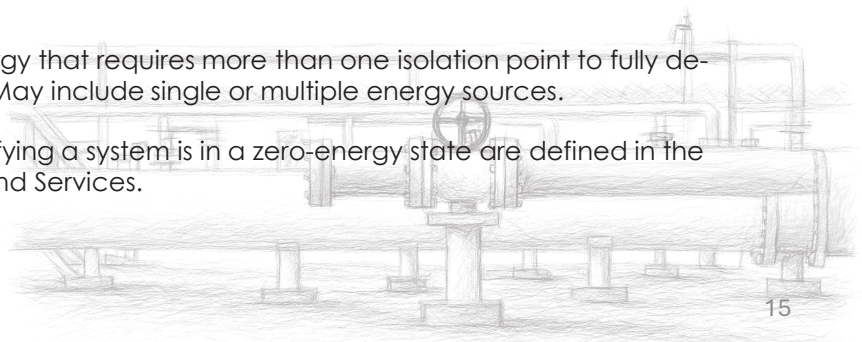 gy that requires more than one isolation point to fully de-
May include single or multiple energy sources.
fying a system is in a zero-energy state are defined in the
nd Services.
15